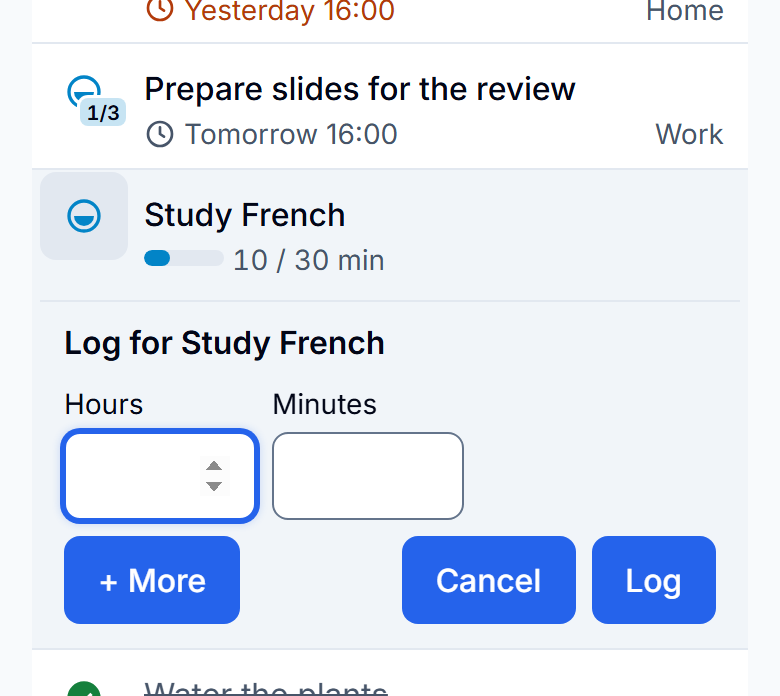 Yesterday 16:00 Home
Prepare slides for the review
1/3
Tomorrow 16:00 Work
Study French
10 / 30 min
Log for Study French
Hours Minutes
+ More Cancel Log
Water the plants